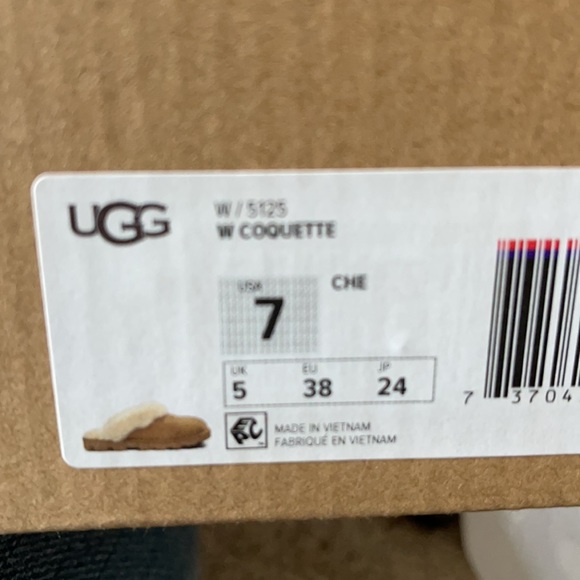 UGG
W / 5125
W COQUETTE
USA
7
CHE
UK EU JP
5 38 24
MADE IN VIETNAM
FABRIQUÉ EN VIETNAM
7 3704